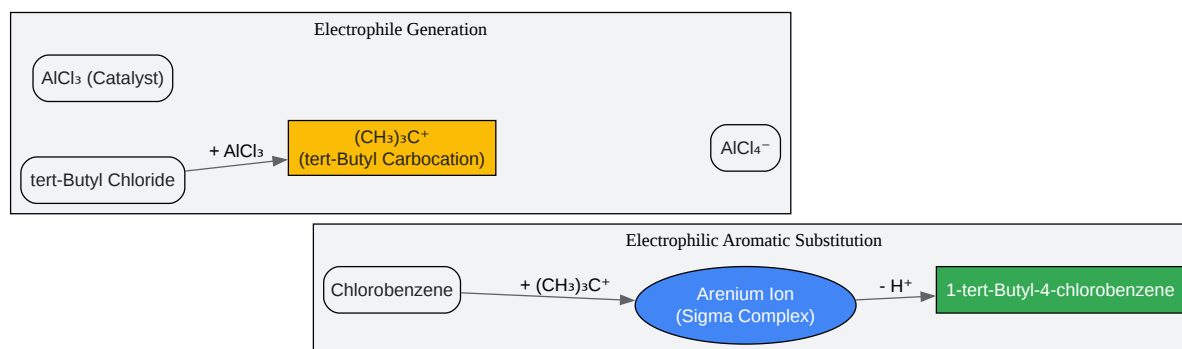 Electrophile Generation
AlCl₃ (Catalyst)
tert-Butyl Chloride
+ AlCl₃
(CH₃)₃C⁺
(tert-Butyl Carbocation)
AlCl₄⁻
Electrophilic Aromatic Substitution
Chlorobenzene
+ (CH₃)₃C⁺
Arenium Ion
(Sigma Complex)
- H⁺
1-tert-Butyl-4-chlorobenzene